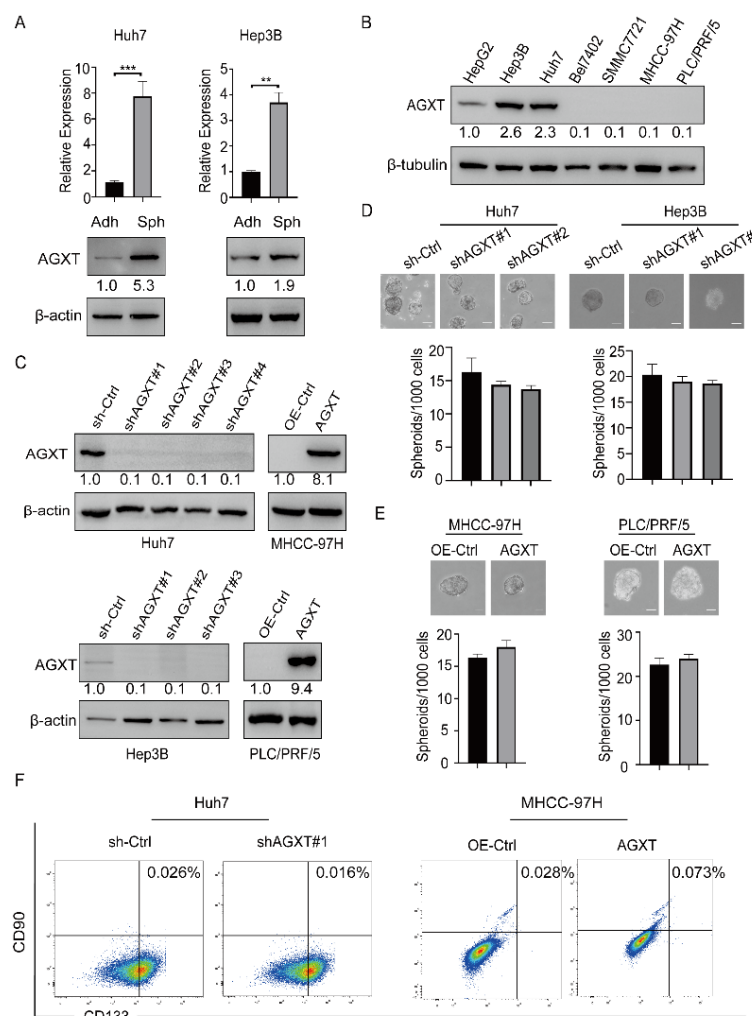 A
Huh7
Hep3B
Relative Expression
10
8
6
4
2
0
***
Relative Expression
5
4
3
2
1
0
**
Adh Sph
Adh Sph
AGXT
1.0 5.3
1.0 1.9
β-actin
B
HepG2 Hep3B Huh7 Bel7402 SMMC7721 MHCC-97H PLC/PRF/5
AGXT
1.0 2.6 2.3 0.1 0.1 0.1 0.1
β-tubulin
C
sh-Ctrl shAGXT#1 shAGXT#2 shAGXT#3 shAGXT#4
OE-Ctrl AGXT
AGXT
1.0 0.1 0.1 0.1 0.1
1.0 8.1
β-actin
Huh7
MHCC-97H
sh-Ctrl shAGXT#1 shAGXT#2 shAGXT#3
OE-Ctrl AGXT
AGXT
1.0 0.1 0.1 0.1
1.0 9.4
β-actin
Hep3B
PLC/PRF/5
D
Huh7
Hep3B
sh-Ctrl shAGXT#1 shAGXT#2
sh-Ctrl shAGXT#1 shAGXT#
Spheroids/1000 cells
20
15
10
5
0
Spheroids/1000 cells
25
20
15
10
5
0
E
MHCC-97H
PLC/PRF/5
OE-Ctrl AGXT
OE-Ctrl AGXT
Spheroids/1000 cells
20
15
10
5
0
Spheroids/1000 cells
30
20
10
0
F
Huh7
MHCC-97H
sh-Ctrl
shAGXT#1
OE-Ctrl
AGXT
0.026%
0.016%
0.028%
0.073%
CD90
CD133